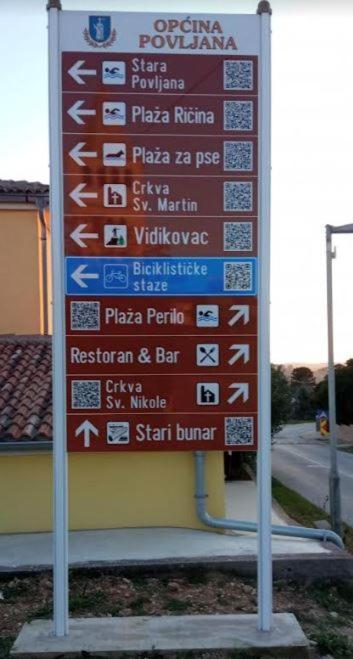 OPĆINA
POVLJANA
Stara
Povljana
Plaža Ričina
Plaža za pse
Crkva
Sv. Martin
Vidikovac
Biciklističke
staze
Plaža Perilo
Restoran & Bar
Crkva
Sv. Nikole
Stari bunar